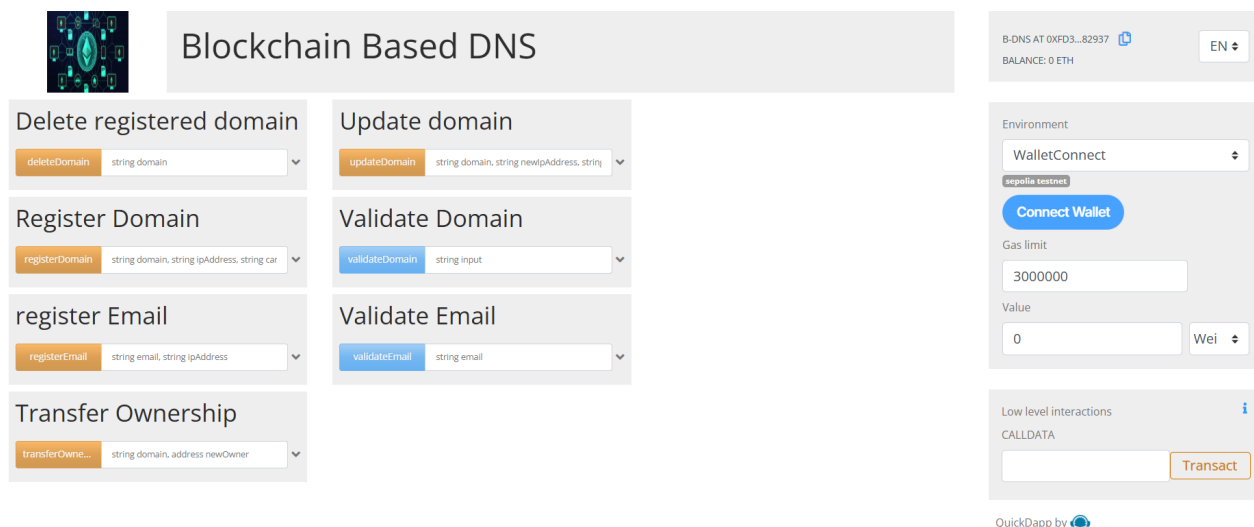 Blockchain Based DNS
Delete registered domain
deleteDomain string domain
Update domain
updateDomain string domain, string newIpAddress, string
Register Domain
registerDomain string domain, string ipAddress, string car
Validate Domain
validateDomain string input
register Email
registerEmail string email, string ipAddress
Validate Email
validateEmail string email
Transfer Ownership
transferOwne... string domain, address newOwner
B-DNS AT 0XFD3...82937
BALANCE: 0 ETH
EN
Environment
WalletConnect
sepolia testnet
Connect Wallet
Gas limit
3000000
Value
0 Wei
Low level interactions
CALLDATA
Transact
QuickDapp by